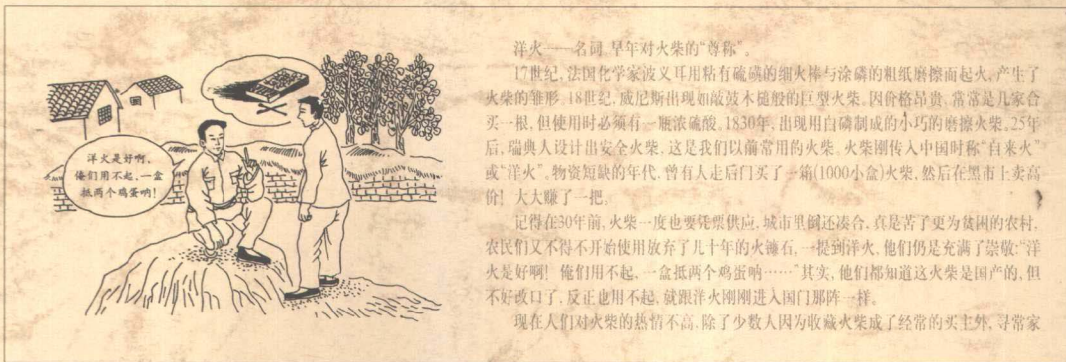 洋火是好啊，
俺们用不起，一盒
抵两个鸡蛋呐！
洋火——名词，早年对火柴的“尊称”。
17世纪，法国化学家波义耳用粘有硫磺的细火棒与涂磷的粗纸磨擦而起火，产生了
火柴的雏形。18世纪，威尼斯出现如敲鼓木槌般的巨型火柴。因价格昂贵，常常是几家合
买一根，但使用时必须有一瓶浓硫酸。1830年，出现用白磷制成的小巧的磨擦火柴。25年
后，瑞典人设计出安全火柴，这是我们以前常用的火柴。火柴刚传入中国时称“自来火”
或“洋火”，物资短缺的年代，曾有人走后门买了一箱(1000小盒)火柴，然后在黑市上卖高
价！大大赚了一把。
记得在30年前，火柴一度也要凭票供应，城市里倒还凑合，真是苦了更为贫困的农村，
农民们又不得不开始使用放弃了几十年的火镰石，一提到洋火，他们仍是充满了崇敬：“洋
火是好啊！俺们用不起，一盒抵两个鸡蛋呐……”其实，他们都知道这火柴是国产的，但
不好改口了，反正也用不起，就跟洋火刚刚进入国门那阵一样。
现在人们对火柴的热情不高，除了少数人因为收藏火柴成了经常的买主外，寻常家